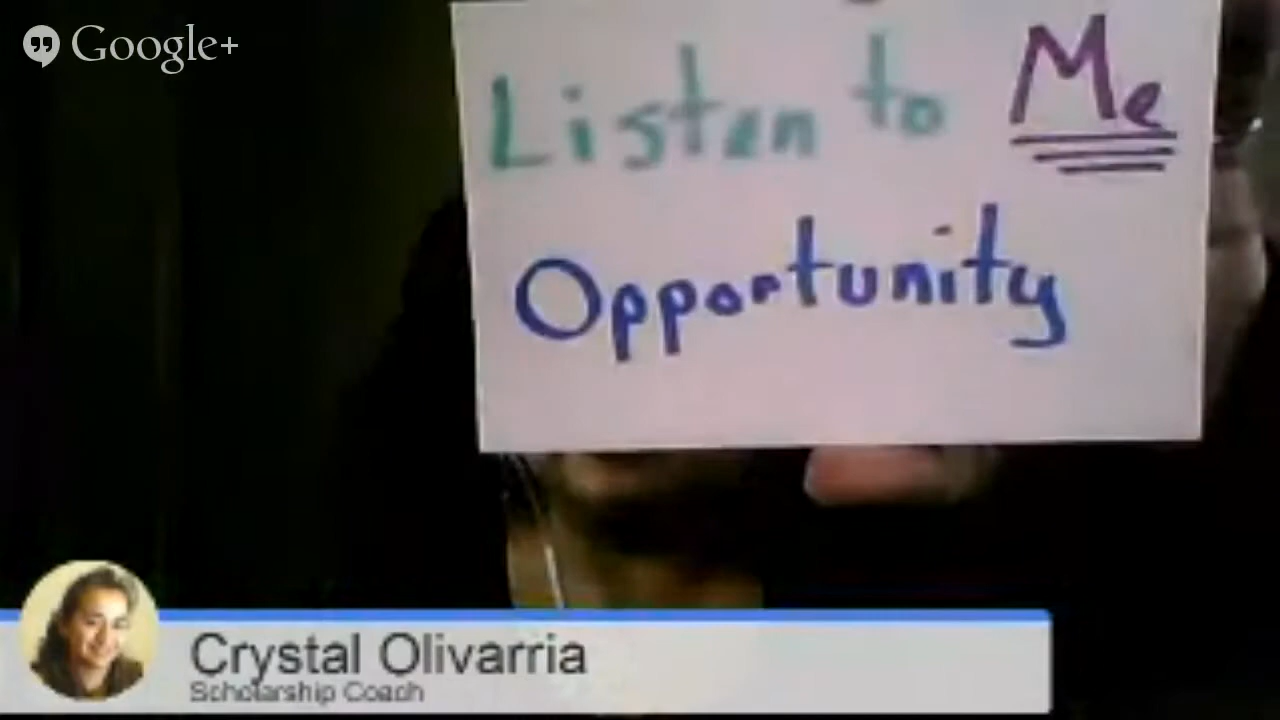 Google+
Listen to Me
Opportunity
Crystal Olivarria
Scholarship Coach